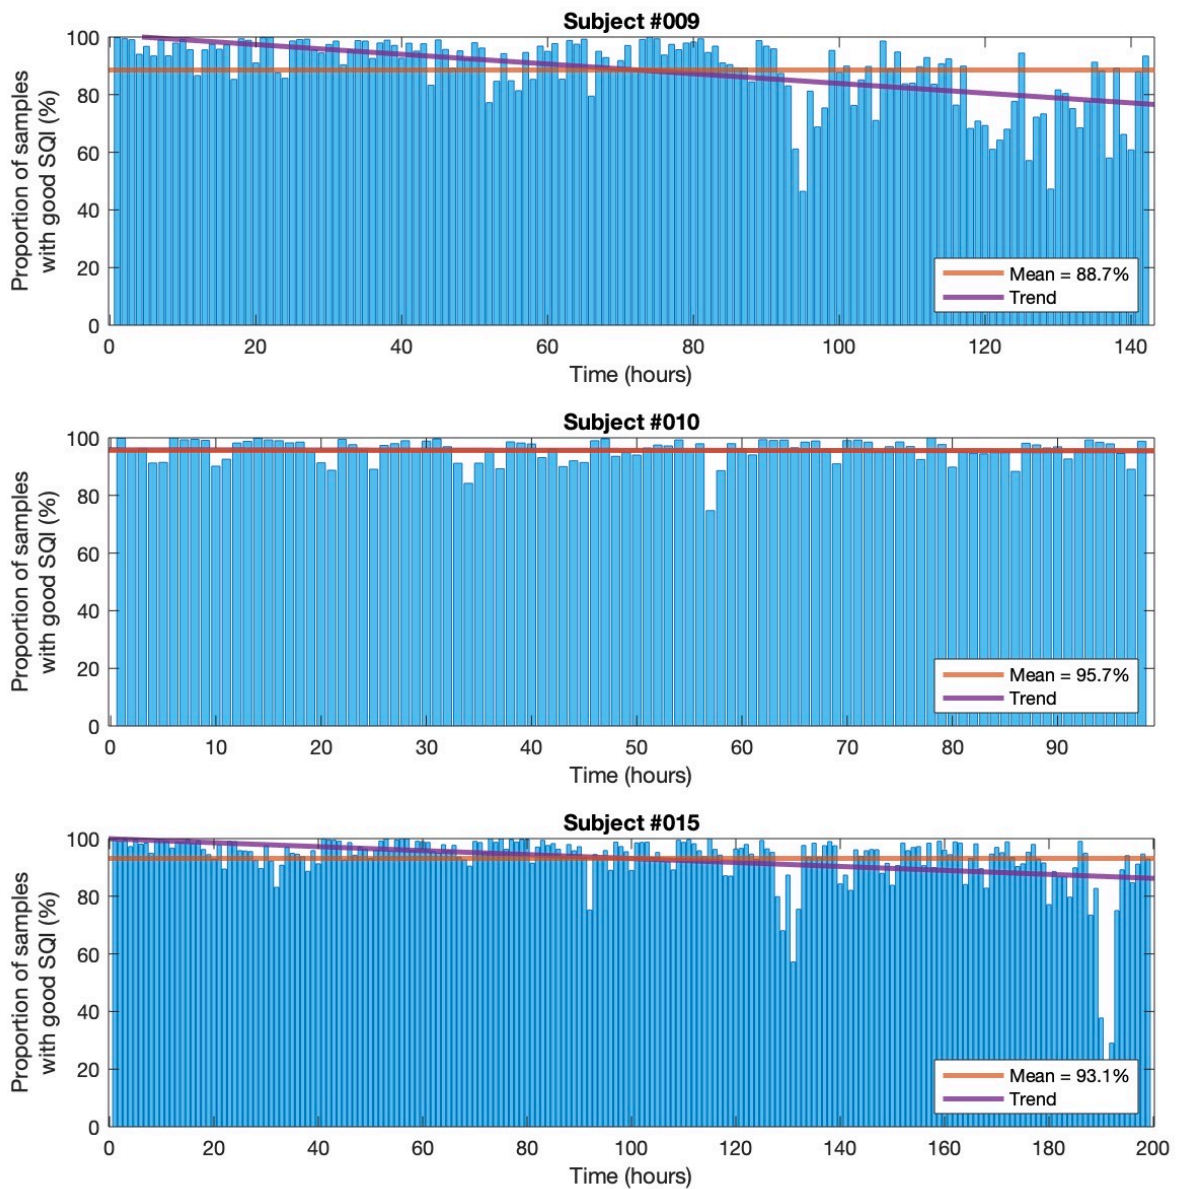 Subject #009
Proportion of samples
with good SQI (%)
100
80
60
40
20
0
0 20 40 60 80 100 120 140
Time (hours)
Mean = 88.7%
Trend
Subject #010
Proportion of samples
with good SQI (%)
100
80
60
40
20
0
0 10 20 30 40 50 60 70 80 90
Time (hours)
Mean = 95.7%
Trend
Subject #015
Proportion of samples
with good SQI (%)
100
80
60
40
20
0
0 20 40 60 80 100 120 140 160 180 200
Time (hours)
Mean = 93.1%
Trend